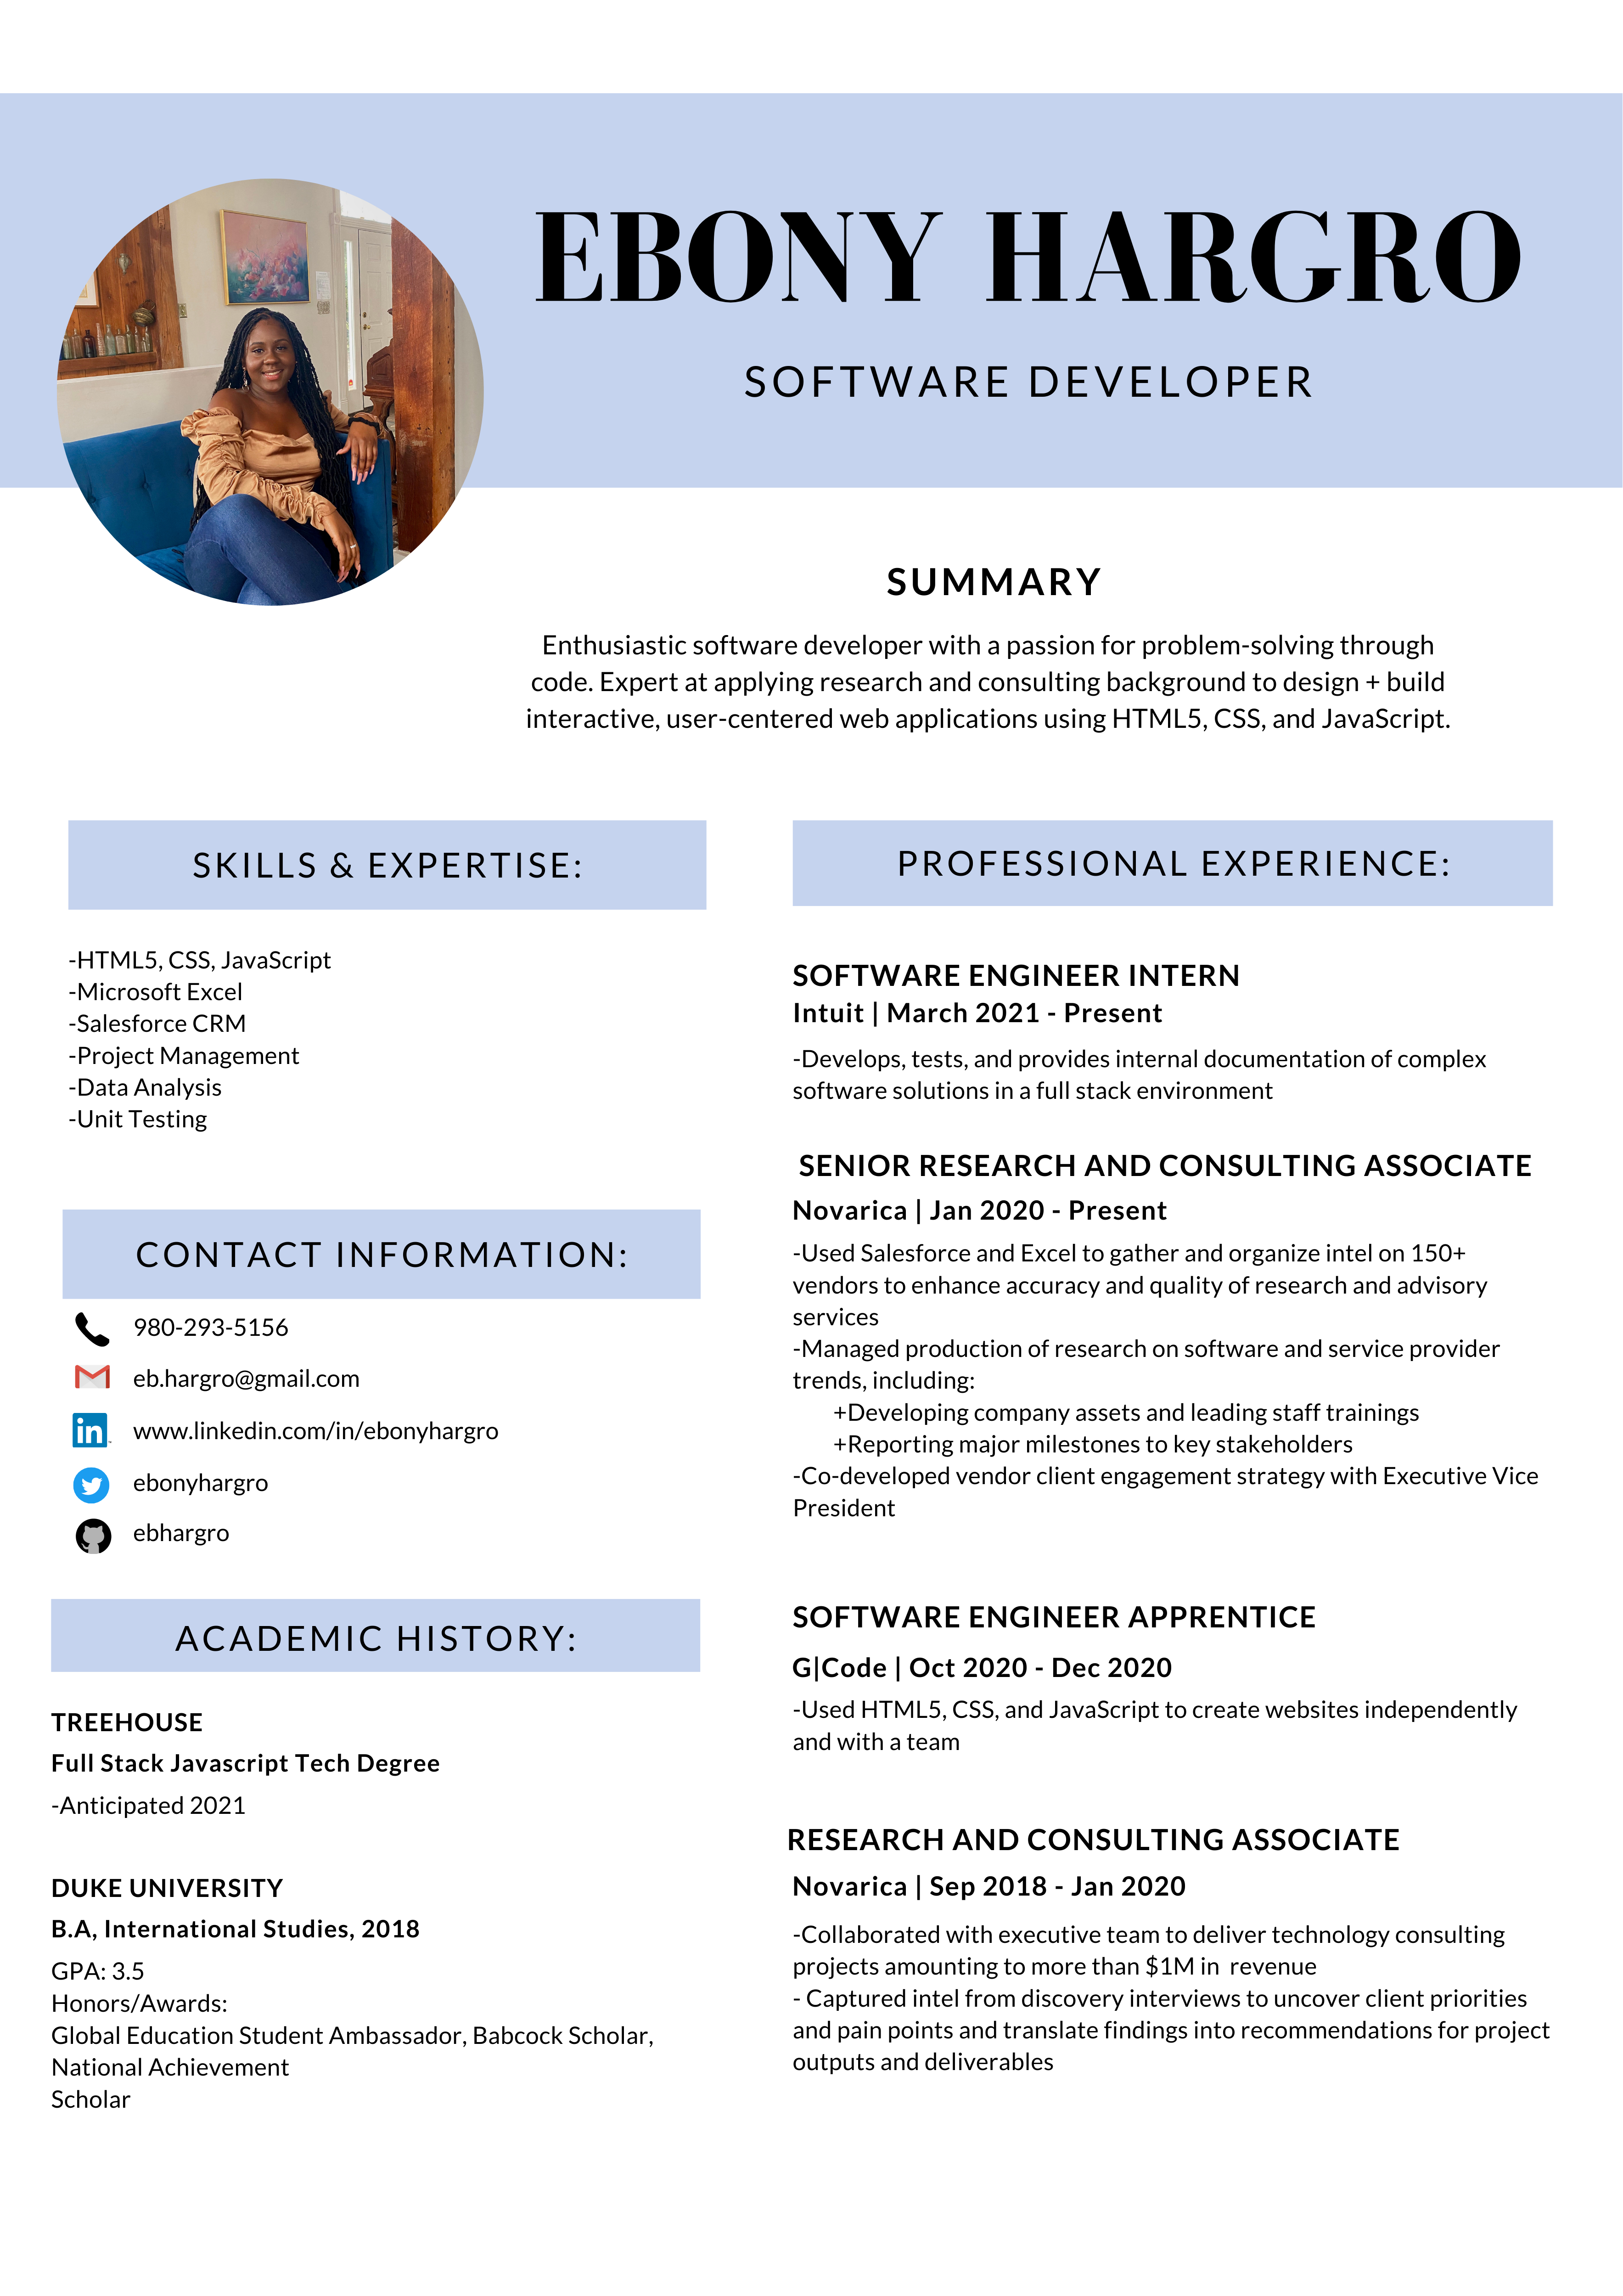 EBONY HARGRO
SOFTWARE DEVELOPER
SUMMARY
Enthusiastic software developer with a passion for problem-solving through
code. Expert at applying research and consulting background to design + build
interactive, user-centered web applications using HTML5, CSS, and JavaScript.
SKILLS & EXPERTISE:
-HTML5, CSS, JavaScript
-Microsoft Excel
-Salesforce CRM
-Project Management
-Data Analysis
-Unit Testing
CONTACT INFORMATION:
980-293-5156
eb.hargro@gmail.com
in
www.linkedin.com/in/ebonyhargro
ebonyhargro
ebhargro
ACADEMIC HISTORY:
TREEHOUSE
Full Stack Javascript Tech Degree
-Anticipated 2021
DUKE UNIVERSITY
B.A, International Studies, 2018
GPA: 3.5
Honors/Awards:
Global Education Student Ambassador, Babcock Scholar,
National Achievement
Scholar
PROFESSIONAL EXPERIENCE:
SOFTWARE ENGINEER INTERN
Intuit | March 2021 - Present
-Develops, tests, and provides internal documentation of complex
software solutions in a full stack environment
SENIOR RESEARCH AND CONSULTING ASSOCIATE
Novarica | Jan 2020 - Present
-Used Salesforce and Excel to gather and organize intel on 150+
vendors to enhance accuracy and quality of research and advisory
services
-Managed production of research on software and service provider
trends, including:
+Developing company assets and leading staff trainings
+Reporting major milestones to key stakeholders
-Co-developed vendor client engagement strategy with Executive Vice
President
SOFTWARE ENGINEER APPRENTICE
G|Code | Oct 2020 - Dec 2020
-Used HTML5, CSS, and JavaScript to create websites independently
and with a team
RESEARCH AND CONSULTING ASSOCIATE
Novarica | Sep 2018 - Jan 2020
-Collaborated with executive team to deliver technology consulting
projects amounting to more than $1M in  revenue
- Captured intel from discovery interviews to uncover client priorities
and pain points and translate findings into recommendations for project
outputs and deliverables